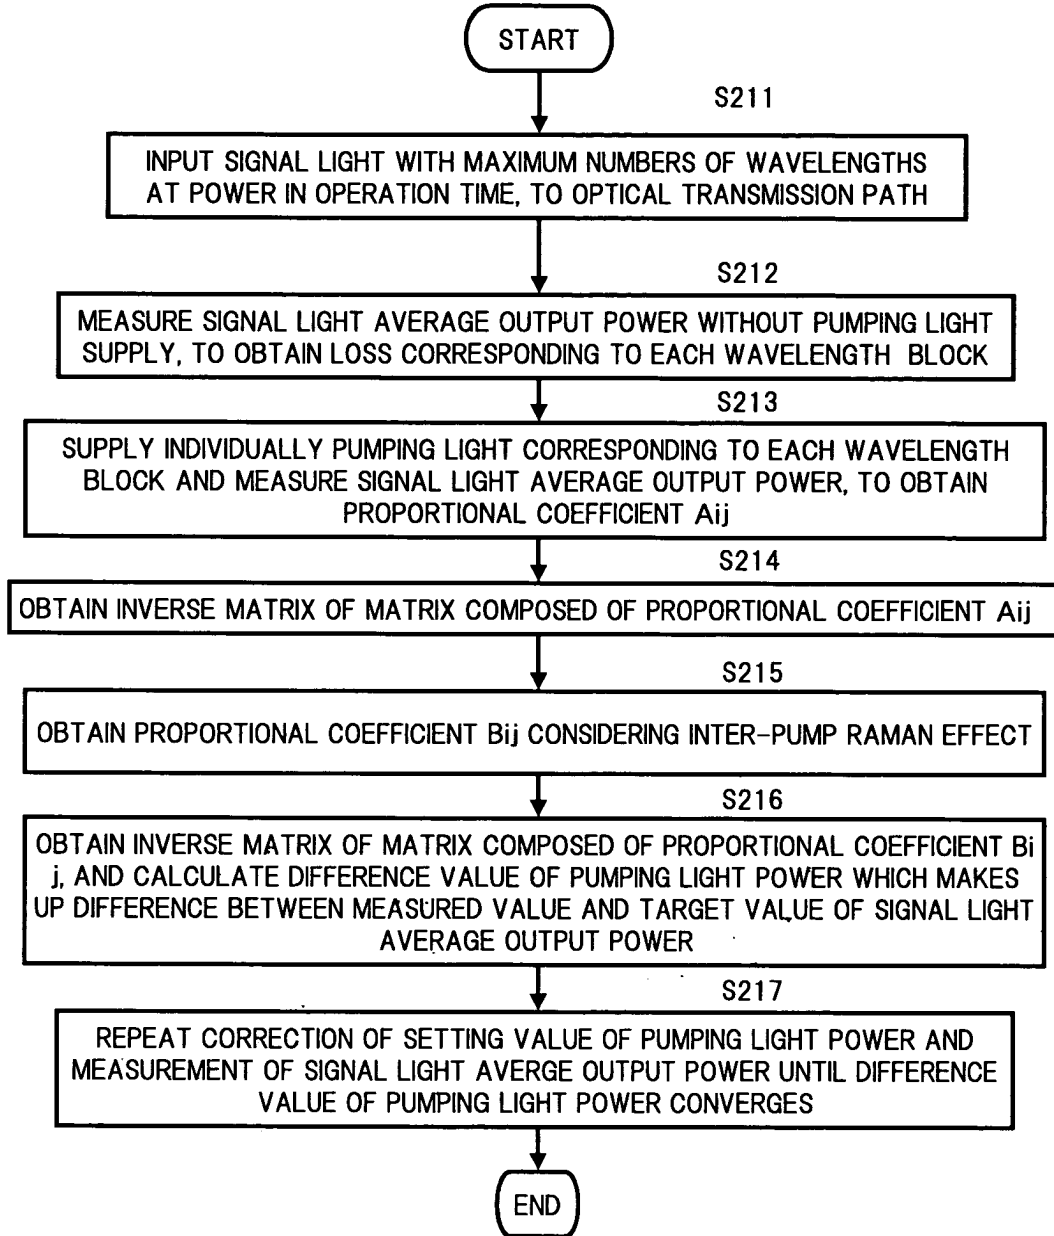 START
S211
INPUT SIGNAL LIGHT WITH MAXIMUM NUMBERS OF WAVELENGTHS
AT POWER IN OPERATION TIME, TO OPTICAL TRANSMISSION PATH
S212
MEASURE SIGNAL LIGHT AVERAGE OUTPUT POWER WITHOUT PUMPING LIGHT
SUPPLY, TO OBTAIN LOSS CORRESPONDING TO EACH WAVELENGTH BLOCK
S213
SUPPLY INDIVIDUALLY PUMPING LIGHT CORRESPONDING TO EACH WAVELENGTH
BLOCK AND MEASURE SIGNAL LIGHT AVERAGE OUTPUT POWER, TO OBTAIN
PROPORTIONAL COEFFICIENT Aij
S214
OBTAIN INVERSE MATRIX OF MATRIX COMPOSED OF PROPORTIONAL COEFFICIENT Aij
S215
OBTAIN PROPORTIONAL COEFFICIENT Bij CONSIDERING INTER-PUMP RAMAN EFFECT
S216
OBTAIN INVERSE MATRIX OF MATRIX COMPOSED OF PROPORTIONAL COEFFICIENT Bi
j, AND CALCULATE DIFFERENCE VALUE OF PUMPING LIGHT POWER WHICH MAKES
UP DIFFERENCE BETWEEN MEASURED VALUE AND TARGET VALUE OF SIGNAL LIGHT
AVERAGE OUTPUT POWER
S217
REPEAT CORRECTION OF SETTING VALUE OF PUMPING LIGHT POWER AND
MEASUREMENT OF SIGNAL LIGHT AVERGE OUTPUT POWER UNTIL DIFFERENCE
VALUE OF PUMPING LIGHT POWER CONVERGES
END